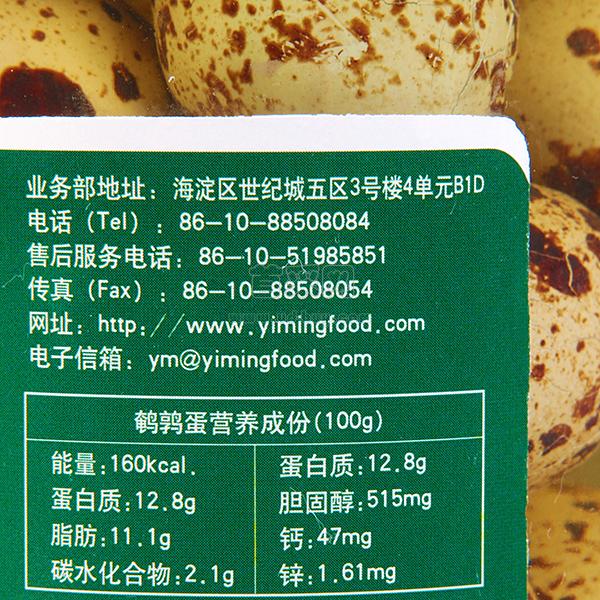 业务部地址：海淀区世纪城五区3号楼4单元B1D
电话（Tel）：86-10-88508084
售后服务电话：86-10-51985851
传真（Fax）：86-10-88508054
网址：http://www.yimingfood.com
电子信箱：ym@yimingfood.com
鹌鹑蛋营养成份(100g)
能量:160kcal.
蛋白质:12.8g
脂肪:11.1g
碳水化合物:2.1g
蛋白质:12.8g
胆固醇:515mg
钙:47mg
锌:1.61mg